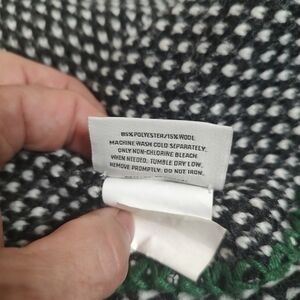 85% POLYESTER/15% WOOL
MACHINE WASH COLD SEPARATELY.
ONLY NON-CHLORINE BLEACH
WHEN NEEDED. TUMBLE DRY LOW.
REMOVE PROMPTLY. DO NOT IRON.